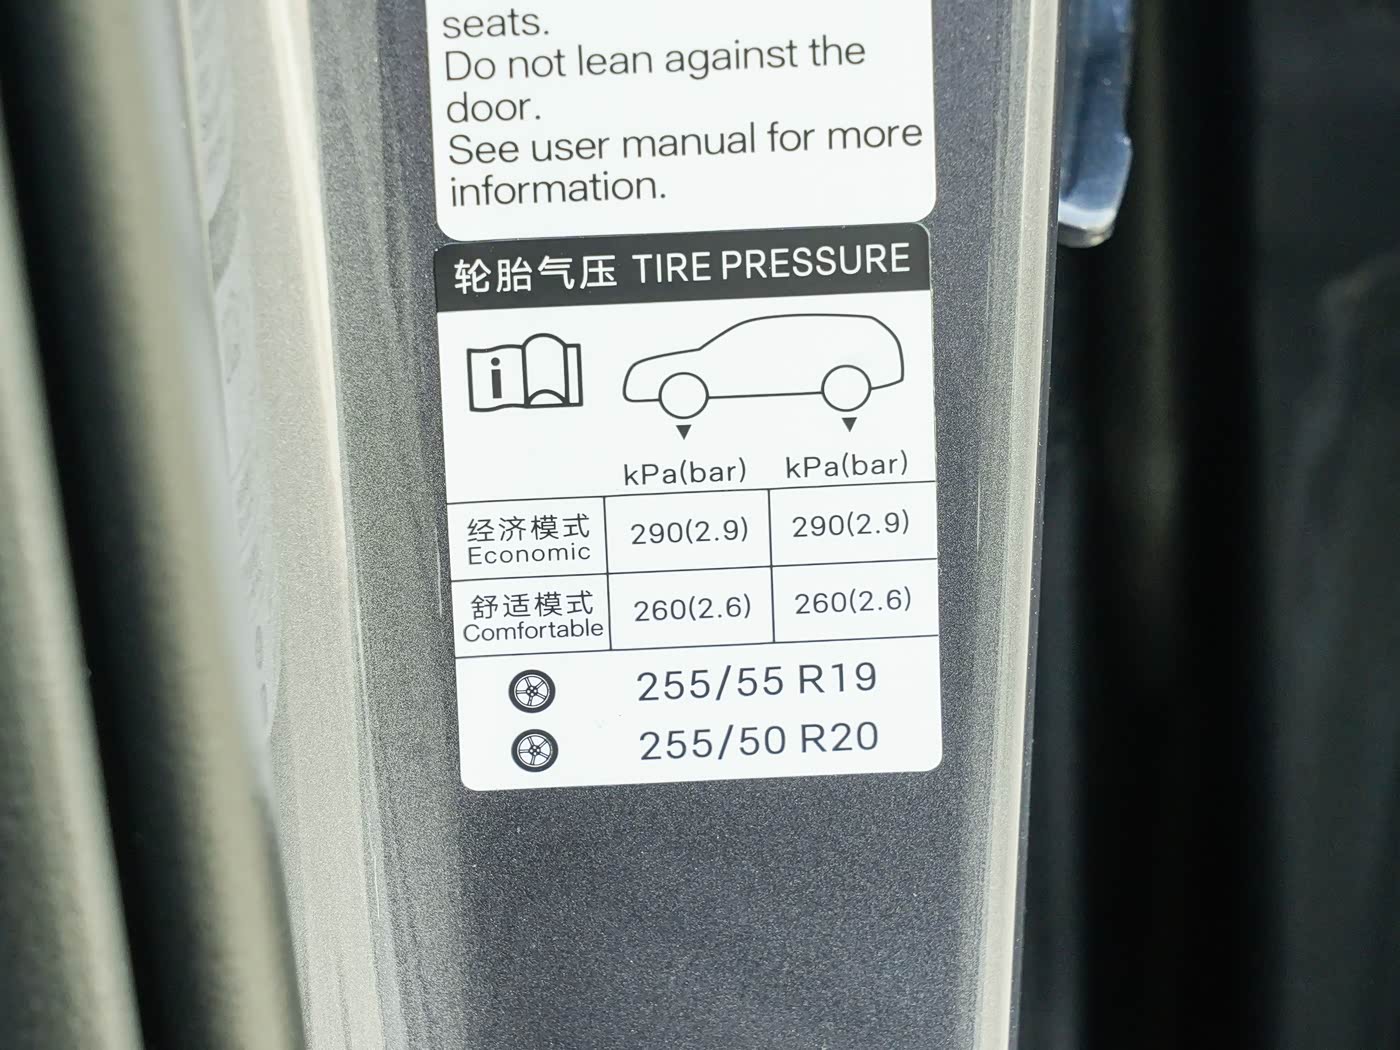 seats.
Do not lean against the
door.
See user manual for more
information.
轮胎气压 TIRE PRESSURE
i
kPa(bar) kPa(bar)
经济模式 290(2.9) 290(2.9)
Economic
舒适模式 260(2.6) 260(2.6)
Comfortable
255/55 R19
255/50 R20